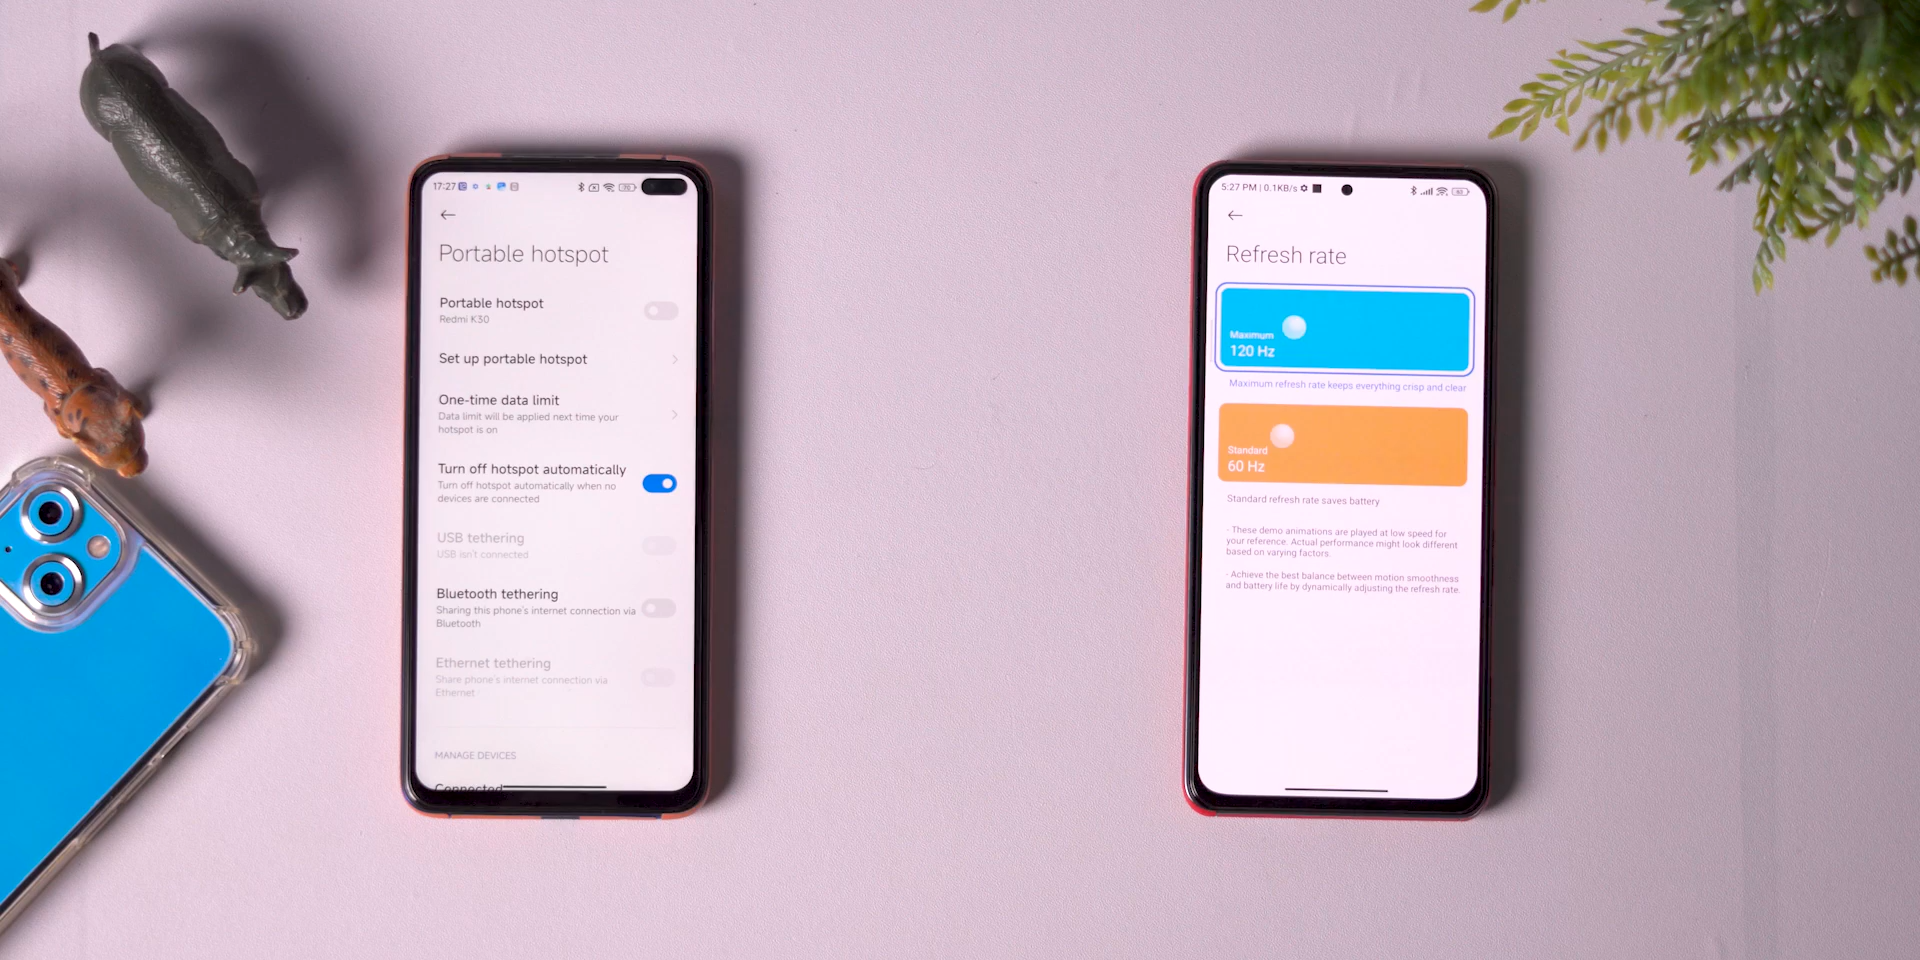 17:27
Portable hotspot
Portable hotspot
Redmi K30
Set up portable hotspot
One-time data limit
Data limit will be applied next time your
hotspot is on
Turn off hotspot automatically
Turn off hotspot automatically when no
devices are connected
USB tethering
USB isn't connected
Bluetooth tethering
Sharing this phone's internet connection via
Bluetooth
Ethernet tethering
Share phone's internet connection via
Ethernet
MANAGE DEVICES
Connected
5:27 PM | 0.1KB/s
Refresh rate
Maximum
120 Hz
Maximum refresh rate keeps everything crisp and clear
Standard
60 Hz
Standard refresh rate saves battery
- These demo animations are played at low speed for
your reference. Actual performance might look different
based on varying factors.
- Achieve the best balance between motion smoothness
and battery life by dynamically adjusting the refresh rate.